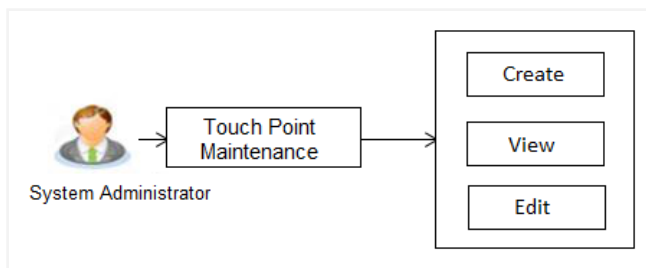 System Administrator
Touch Point
Maintenance
Create
View
Edit